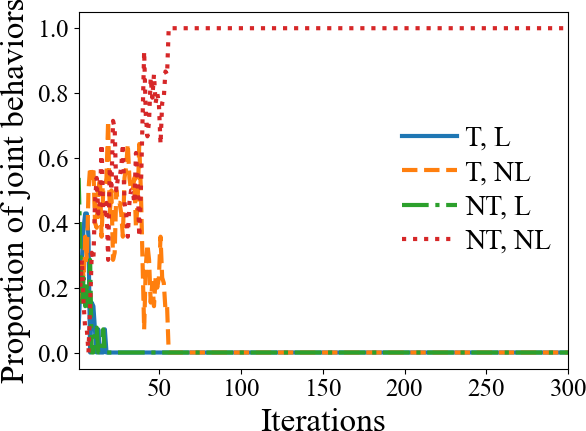 Proportion of joint behaviors
1.0
0.8
0.6
0.4
0.2
0.0
T, L
T, NL
NT, L
NT, NL
50 100 150 200 250 300
Iterations